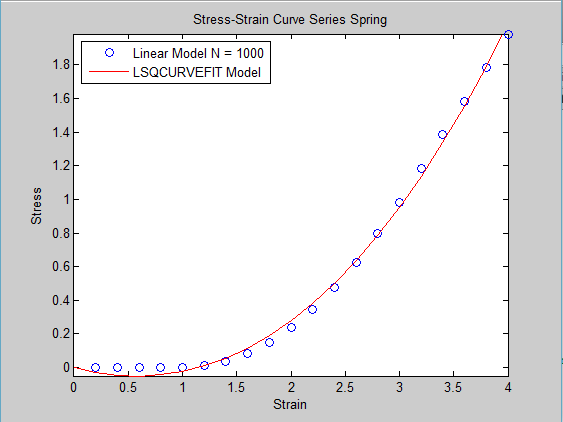 Stress-Strain Curve Series Spring
Linear Model N = 1000
LSQCURVEFIT Model
Stress
1.8
1.6
1.4
1.2
1
0.8
0.6
0.4
0.2
0
0 0.5 1 1.5 2 2.5 3 3.5 4
Strain